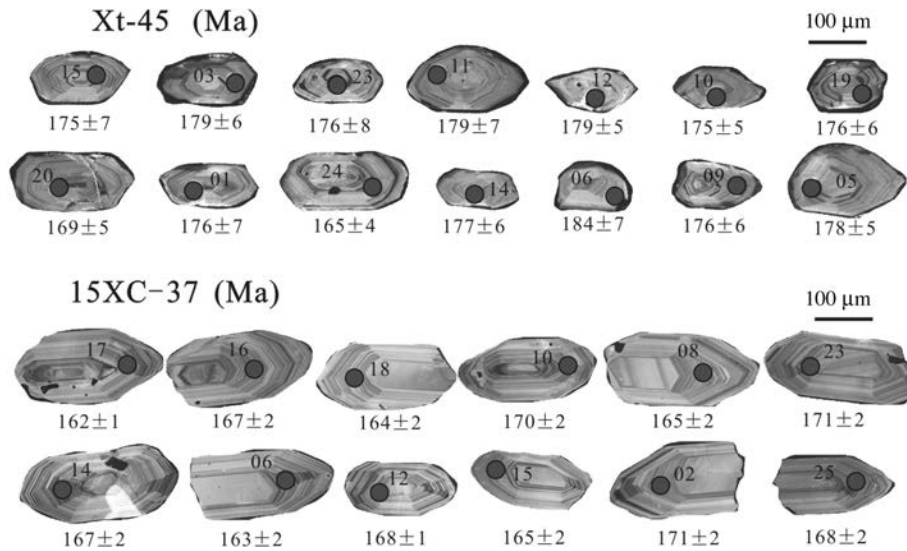 Xt-45 (Ma)
100 μm
15 03 23 11 12 10 19
175±7 179±6 176±8 179±7 179±5 175±5 176±6
20 01 24 14 06 09 05
169±5 176±7 165±4 177±6 184±7 176±6 178±5
15XC-37 (Ma)
100 μm
17 16 18 10 08 23
162±1 167±2 164±2 170±2 165±2 171±2
14 06 12 15 02 25
167±2 163±2 168±1 165±2 171±2 168±2